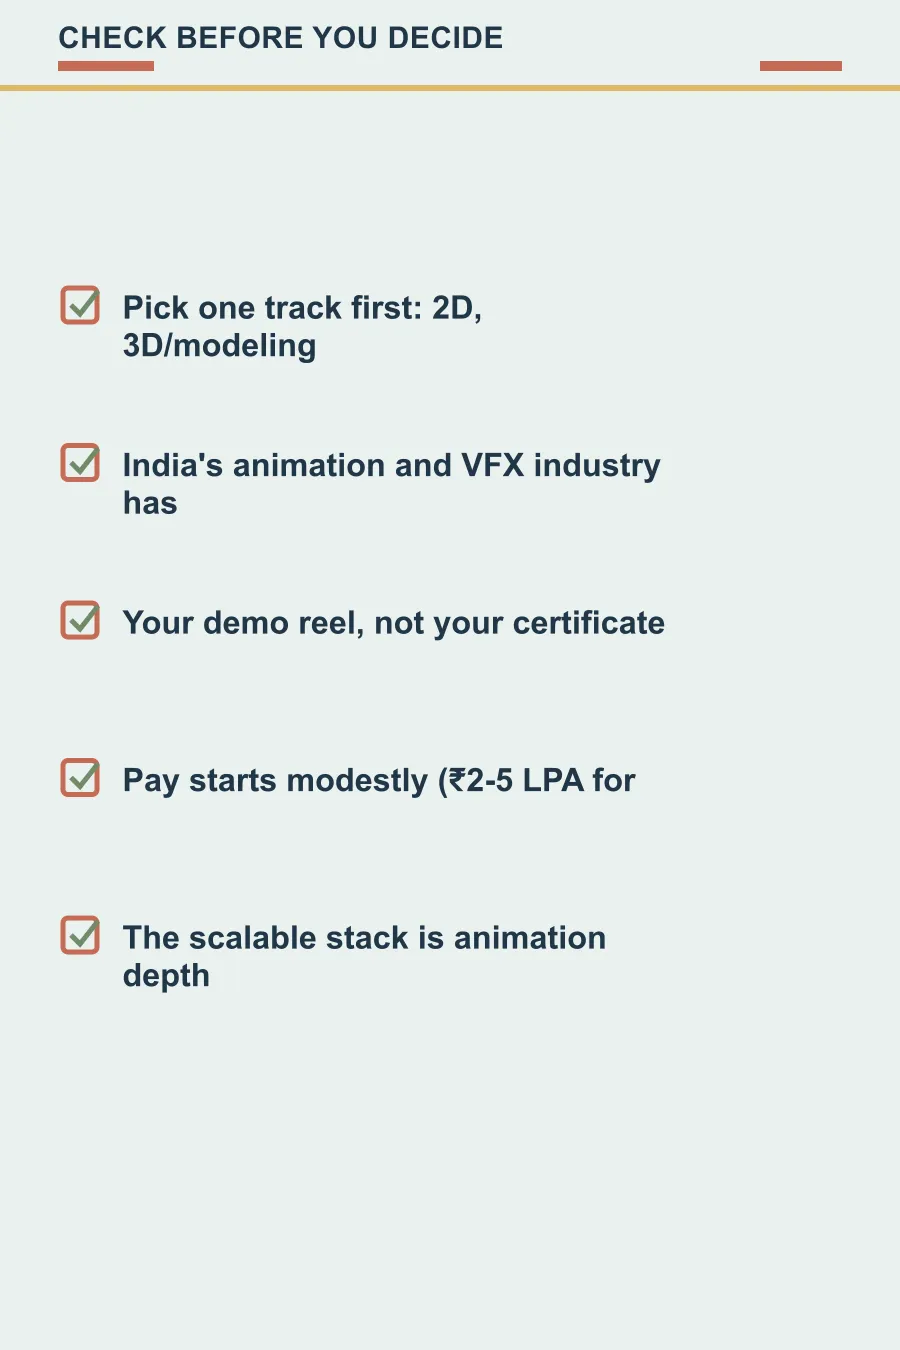 CHECK BEFORE YOU DECIDE
Pick one track first: 2D,
3D/modeling
India's animation and VFX industry
has
Your demo reel, not your certificate
Pay starts modestly (₹2-5 LPA for
The scalable stack is animation
depth